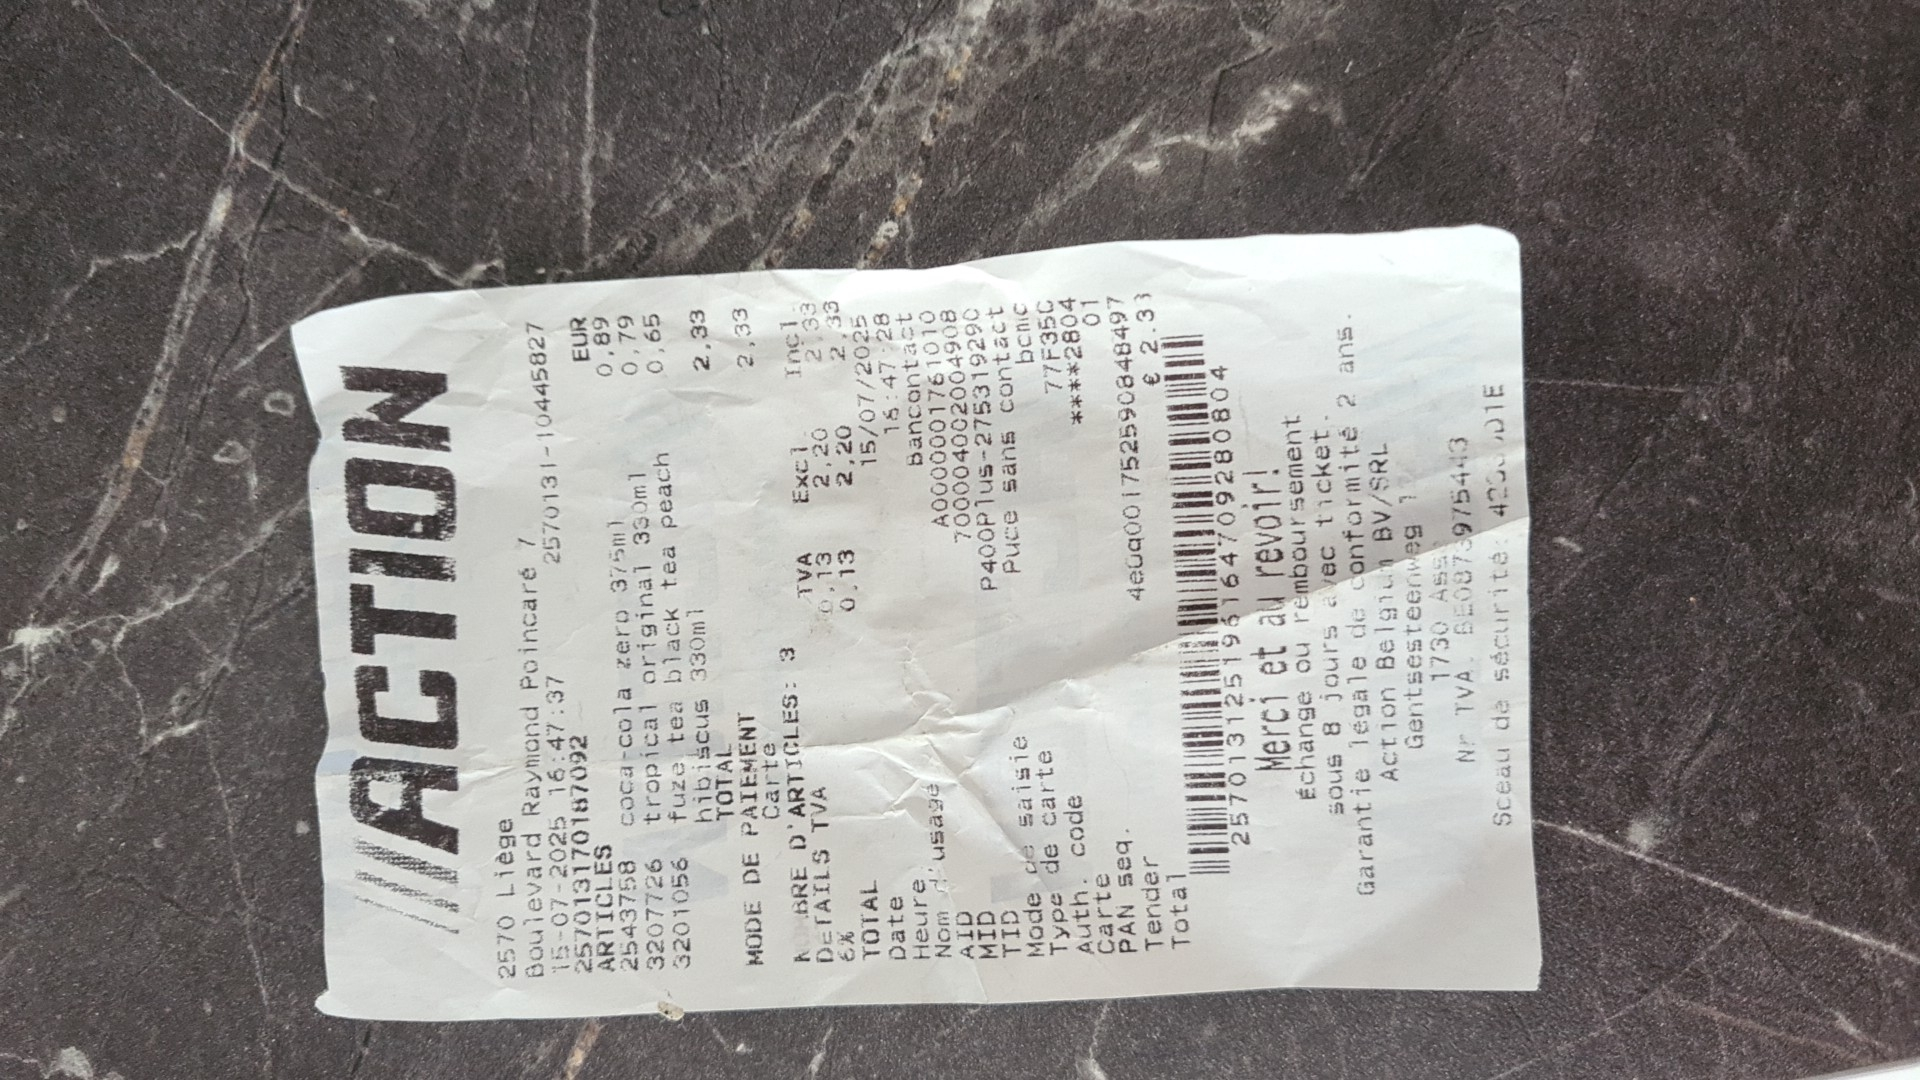 ACTION
2570 Liège
Boulevard Raymond Poincaré 7
15-07-2025 16:47:37 2570131-10445827
2570131701187092
ARTICLES EUR
2543758 coca-cola zero 375ml 0,89
3207726 tropical original 330ml 0,79
3201056 fuze tea black tea peach 0,65
hibiscus 330ml
TOTAL 2,33
MODE DE PAIEMENT
Carte 2,33
NOMBRE D'ARTICLES: 3
DETAILS TVA TVA Excl Incl
6% 0,13 2,20 2,33
TOTAL 0,13 2,20 2,33
Date 15/07/2025
Heure 16:47:28
Nom d'usage Bancontact
AID A0000001761010
MID 700004002004908
TID P400Plus-275319290
Mode de saisie Puce sans contact
Type de carte bcmc
Auth. code 77F35C
Carte ****2804
PAN seq. 01
Tender
Total € 2.33
Merci et au revoir!
Échange ou remboursement
sous 8 jours avec ticket.
Garantie légale de conformité 2 ans.
Action Belgium BV/SRL
Gentsesteenweg
1730
Nr TVA.
Sceau de sécurité: